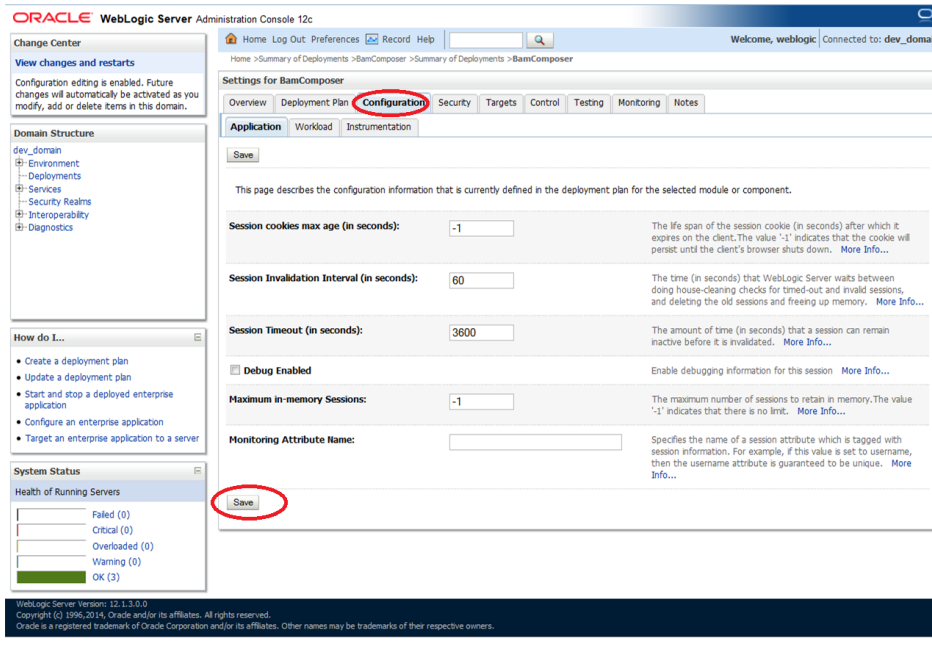 ORACLE WebLogic Server Administration Console 12c
Change Center
View changes and restarts
Configuration editing is enabled. Future
changes will automatically be activated as you
modify, add or delete items in this domain.
Domain Structure
dev_domain
Environment
Deployments
Services
Security Realms
Interoperability
Diagnostics
How do I...
Create a deployment plan
Update a deployment plan
Start and stop a deployed enterprise
application
Configure an enterprise application
Target an enterprise application to a server
System Status
Health of Running Servers
Failed (0)
Critical (0)
Overloaded (0)
Warning (0)
OK (3)
Home Log Out Preferences Record Help
Welcome, weblogic Connected to: dev_domai
Home >Summary of Deployments >BamComposer >Summary of Deployments >BamComposer
Settings for BamComposer
Overview Deployment Plan Configuration Security Targets Control Testing Monitoring Notes
Application Workload Instrumentation
Save
This page describes the configuration information that is currently defined in the deployment plan for the selected module or component.
Session cookies max age (in seconds):
-1
The life span of the session cookie (in seconds) after which it
expires on the client.The value '-1' indicates that the cookie will
persist until the client's browser shuts down. More Info...
Session Invalidation Interval (in seconds):
60
The time (in seconds) that WebLogic Server waits between
doing house-cleaning checks for timed-out and invalid sessions,
and deleting the old sessions and freeing up memory. More Info...
Session Timeout (in seconds):
3600
The amount of time (in seconds) that a session can remain
inactive before it is invalidated. More Info...
Debug Enabled
Enable debugging information for this session More Info...
Maximum in-memory Sessions:
-1
The maximum number of sessions to retain in memory.The value
'-1' indicates that there is no limit. More Info...
Monitoring Attribute Name:
Specifies the name of a session attribute which is tagged with
session information. For example, if this value is set to username,
then the username attribute is guaranteed to be unique. More
Info...
Save
WebLogic Server Version: 12.1.3.0.0
Copyright (c) 1996,2014, Oracle and/or its affiliates. All rights reserved.
Oracle is a registered trademark of Oracle Corporation and/or its affiliates. Other names may be trademarks of their respective owners.